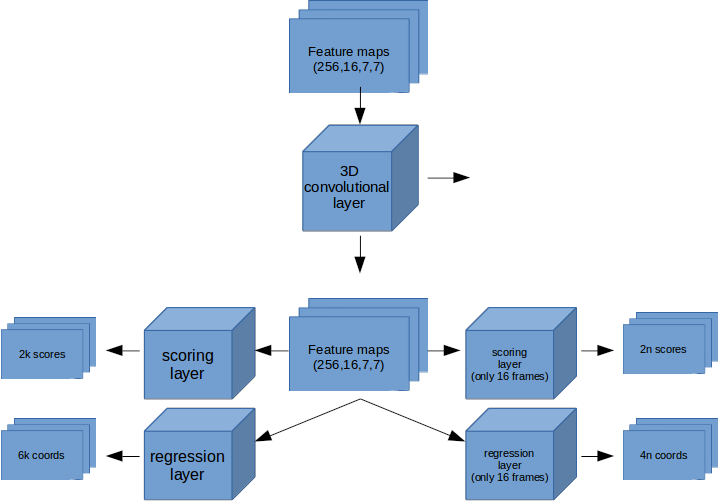 Feature maps
(256,16,7,7)
3D
convolutional
layer
2k scores
scoring
layer
Feature maps
(256,16,7,7)
scoring
layer
(only 16 frames)
2n scores
6k coords
regression
layer
regression
layer
(only 16 frames)
4n coords